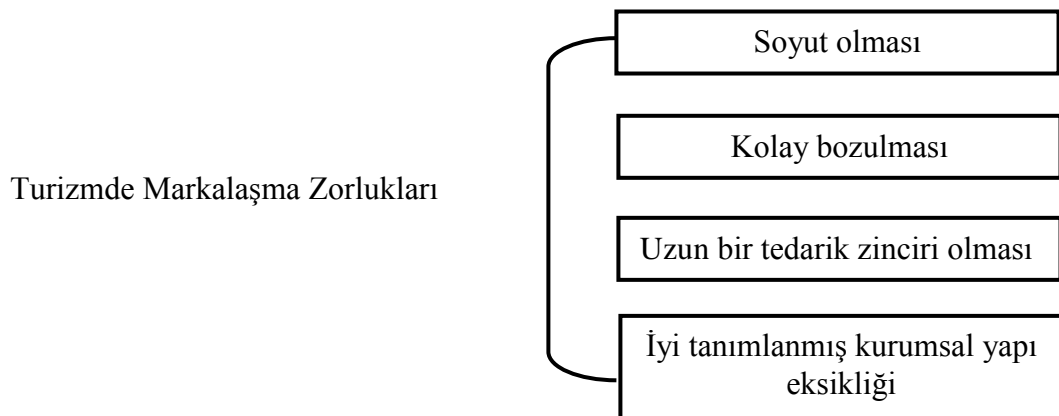 Soyut olması
Kolay bozulması
Turizmde Markalaşma Zorlukları
Uzun bir tedarik zinciri olması
İyi tanımlanmış kurumsal yapı
eksikliği